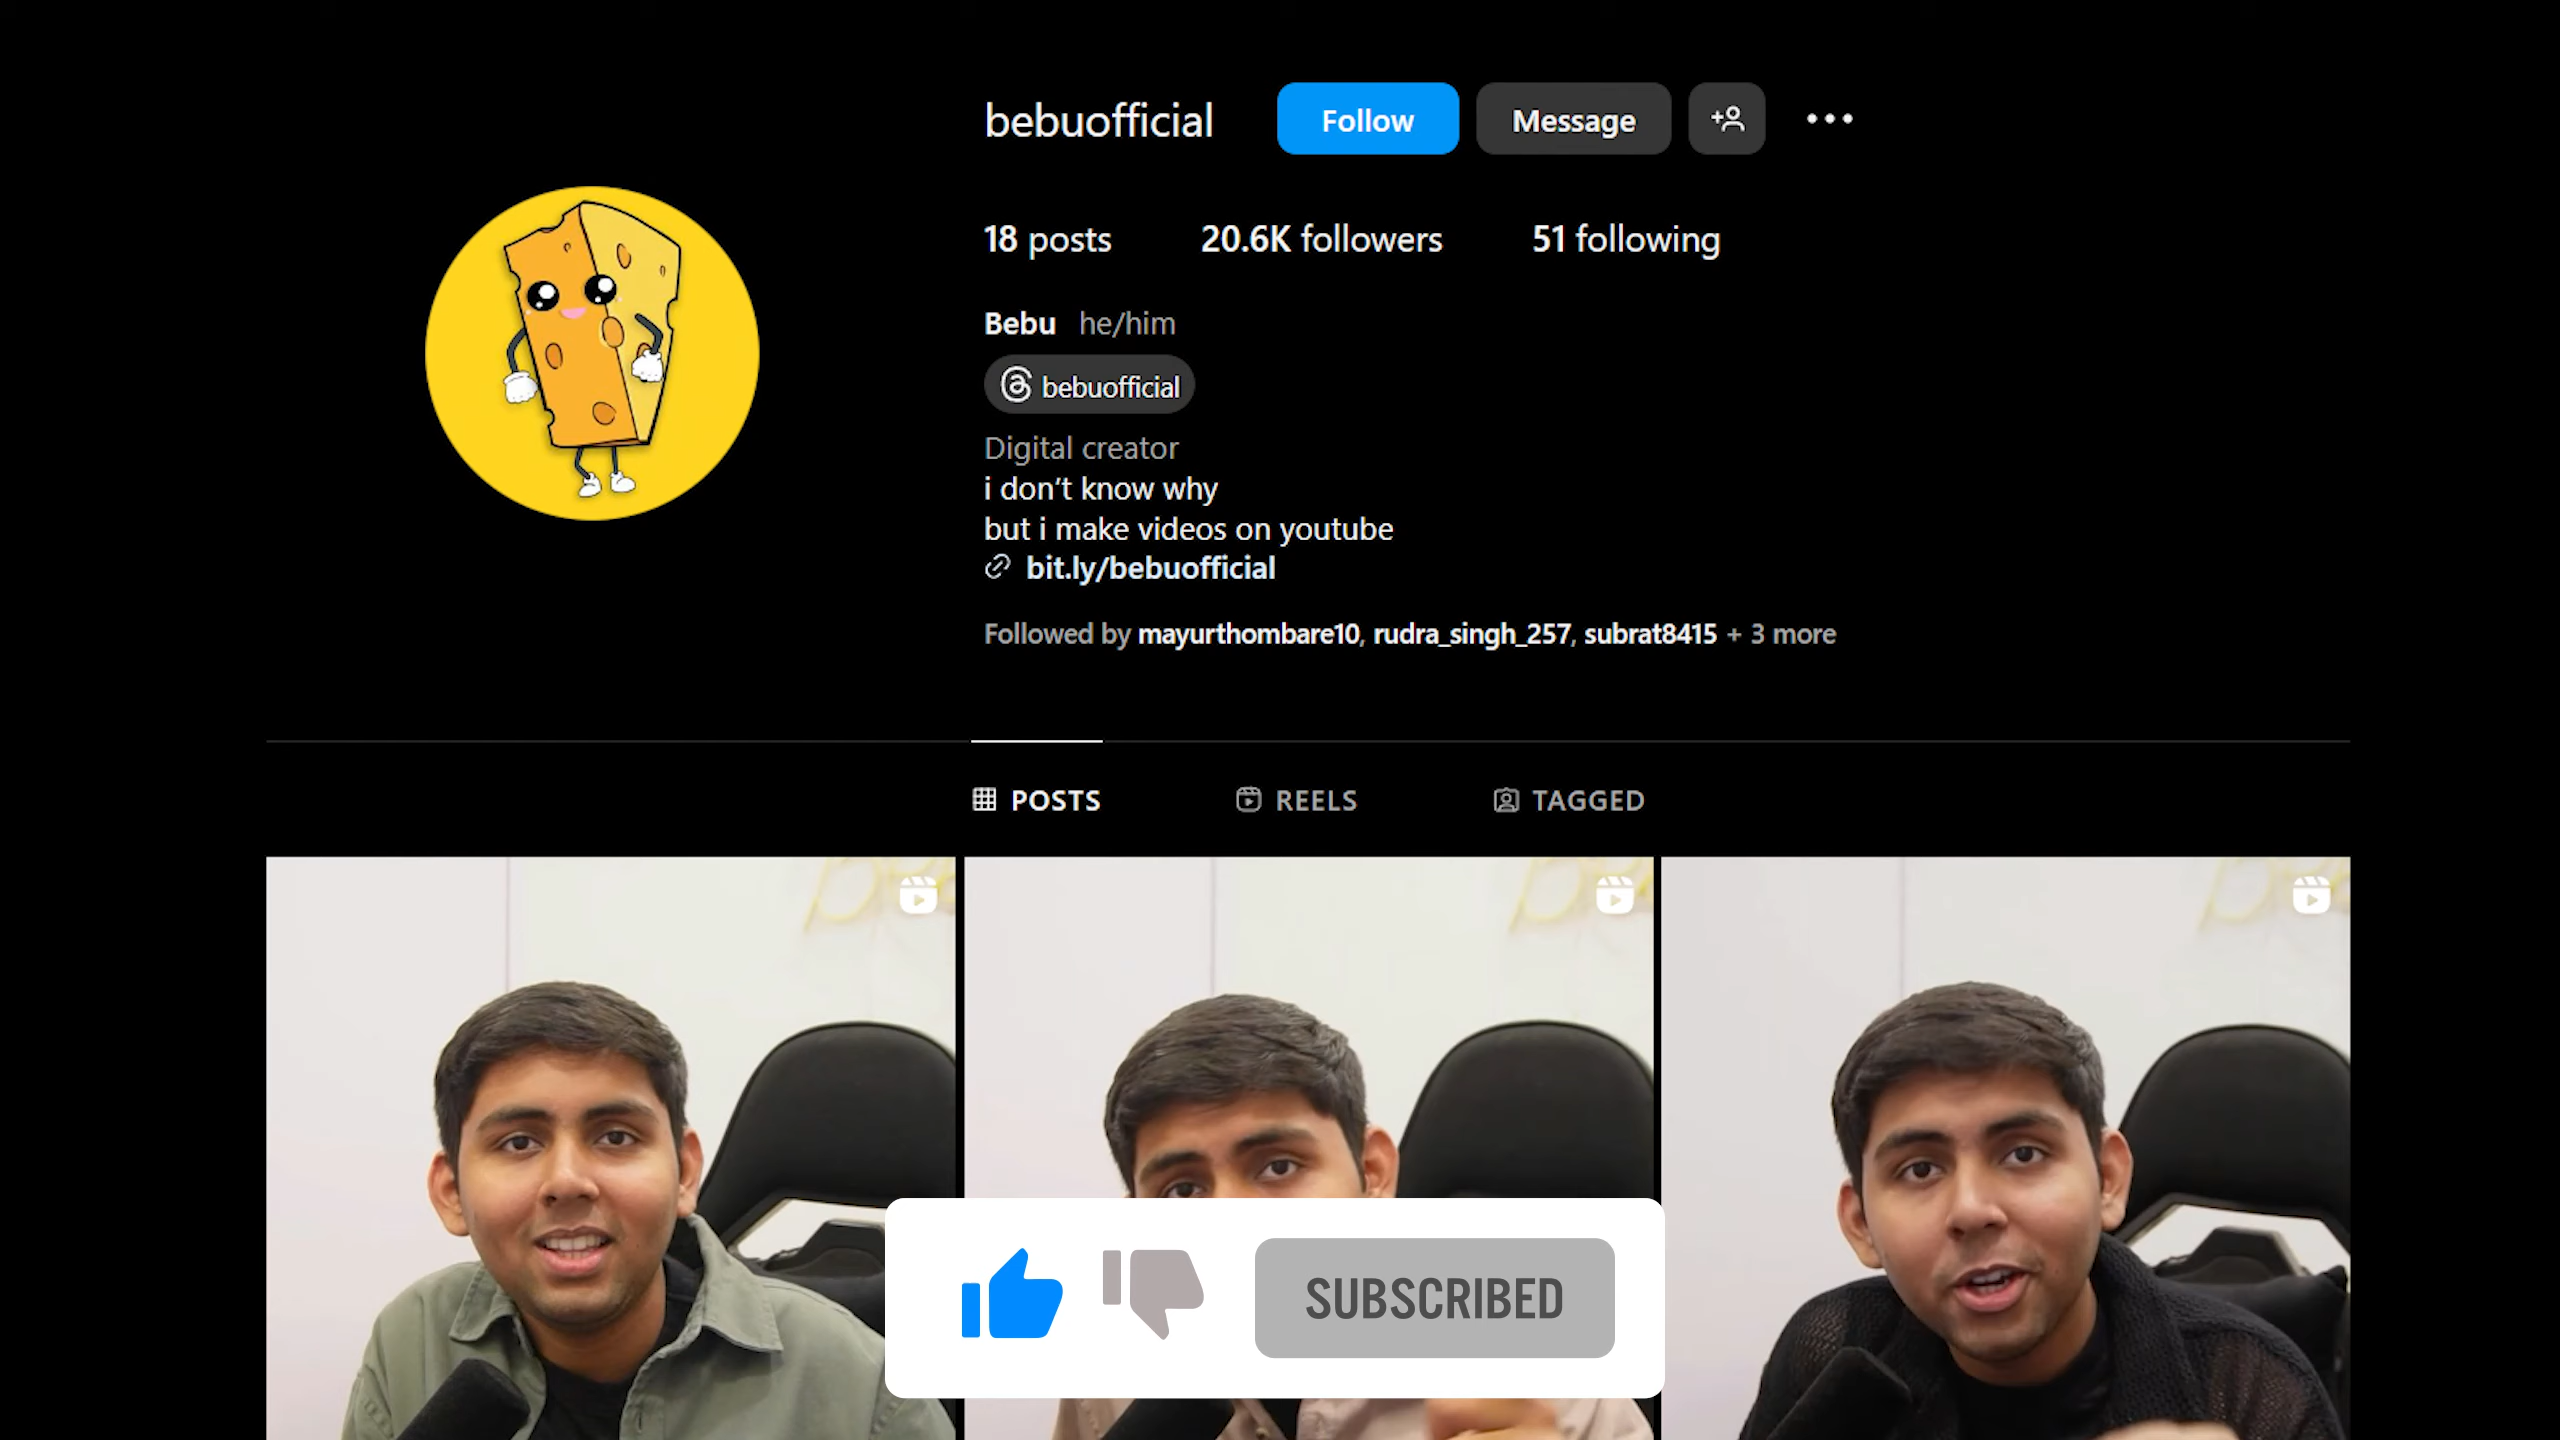 bebuofficial Follow Message
18 posts 20.6K followers 51 following
Bebu he/him
bebuofficial
Digital creator
i don't know why
but i make videos on youtube
bit.ly/bebuofficial
Followed by mayurthombare10, rudra_singh_257, subrat8415 + 3 more
POSTS REELS TAGGED
SUBSCRIBED